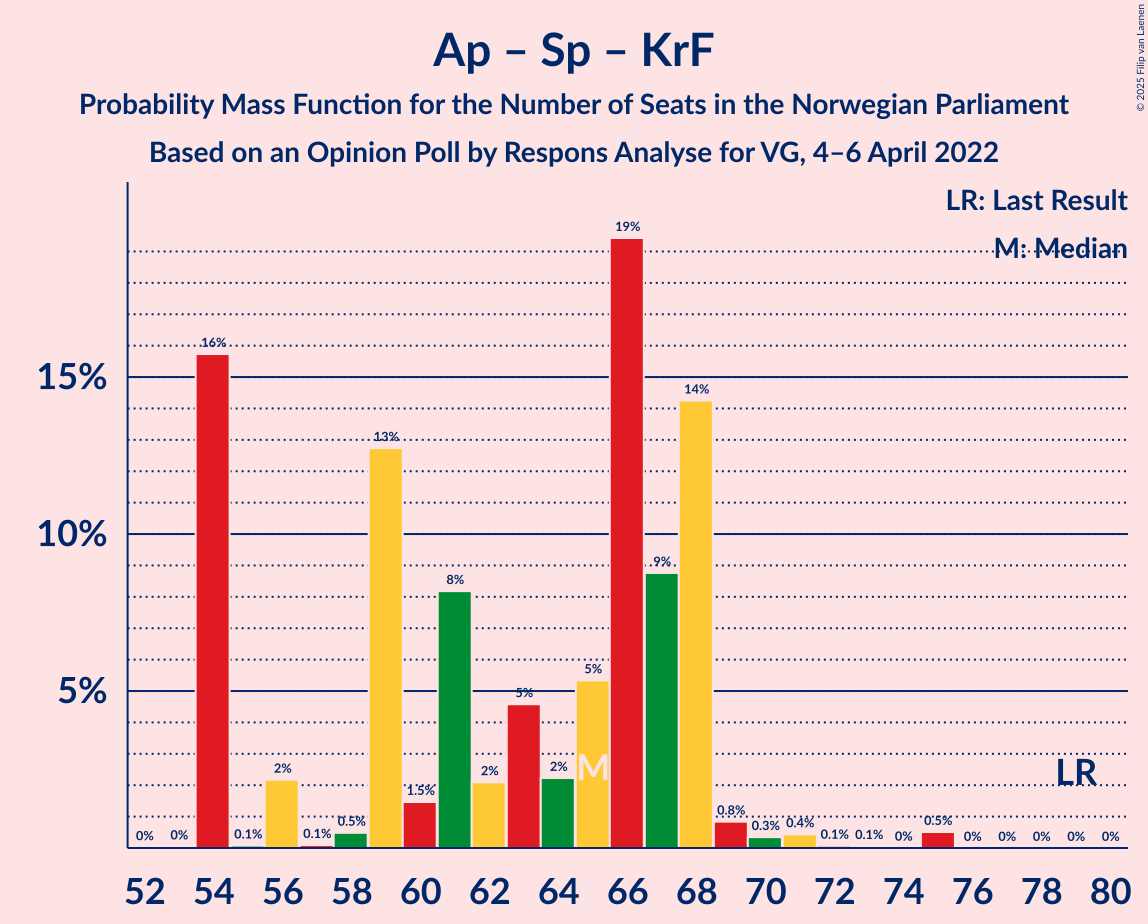 Ap – Sp – KrF
Probability Mass Function for the Number of Seats in the Norwegian Parliament
Based on an Opinion Poll by Respons Analyse for VG, 4–6 April 2022
© 2025 Filip van Laenen
LR: Last Result
M: Median
15%
10%
5%
0% 0% 16% 0.1% 2% 0.1% 0.5% 13% 1.5% 8% 2% 5% 2% 5% 19% 9% 14% 0.8% 0.3% 0.4% 0.1% 0.1% 0% 0.5% 0% 0% 0% 0% 0%
M
LR
52 54 56 58 60 62 64 66 68 70 72 74 76 78 80